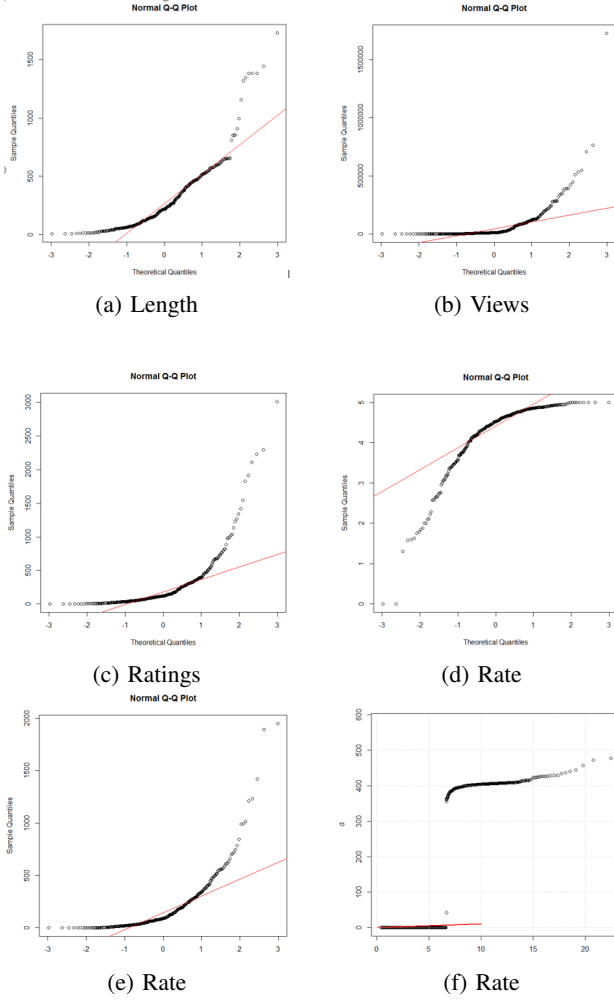 Normal Q-Q Plot
Normal Q-Q Plot
Sample Quantiles
0 500 1000 1500
-3 -2 -1 0 1 2 3
Theoretical Quantiles
Sample Quantiles
0 500000 1000000 1500000
-3 -2 -1 0 1 2 3
Theoretical Quantiles
(a) Length
(b) Views
Normal Q-Q Plot
Normal Q-Q Plot
Sample Quantiles
0 500 1000 1500 2000 2500 3000
-3 -2 -1 0 1 2 3
Theoretical Quantiles
Sample Quantiles
0 1 2 3 4 5
-3 -2 -1 0 1 2 3
Theoretical Quantiles
(c) Ratings
(d) Rate
Normal Q-Q Plot
Sample Quantiles
0 500 1000 1500 2000
-3 -2 -1 0 1 2 3
0 100 200 300 400 500 600
0 5 10 15 20
(e) Rate
(f) Rate